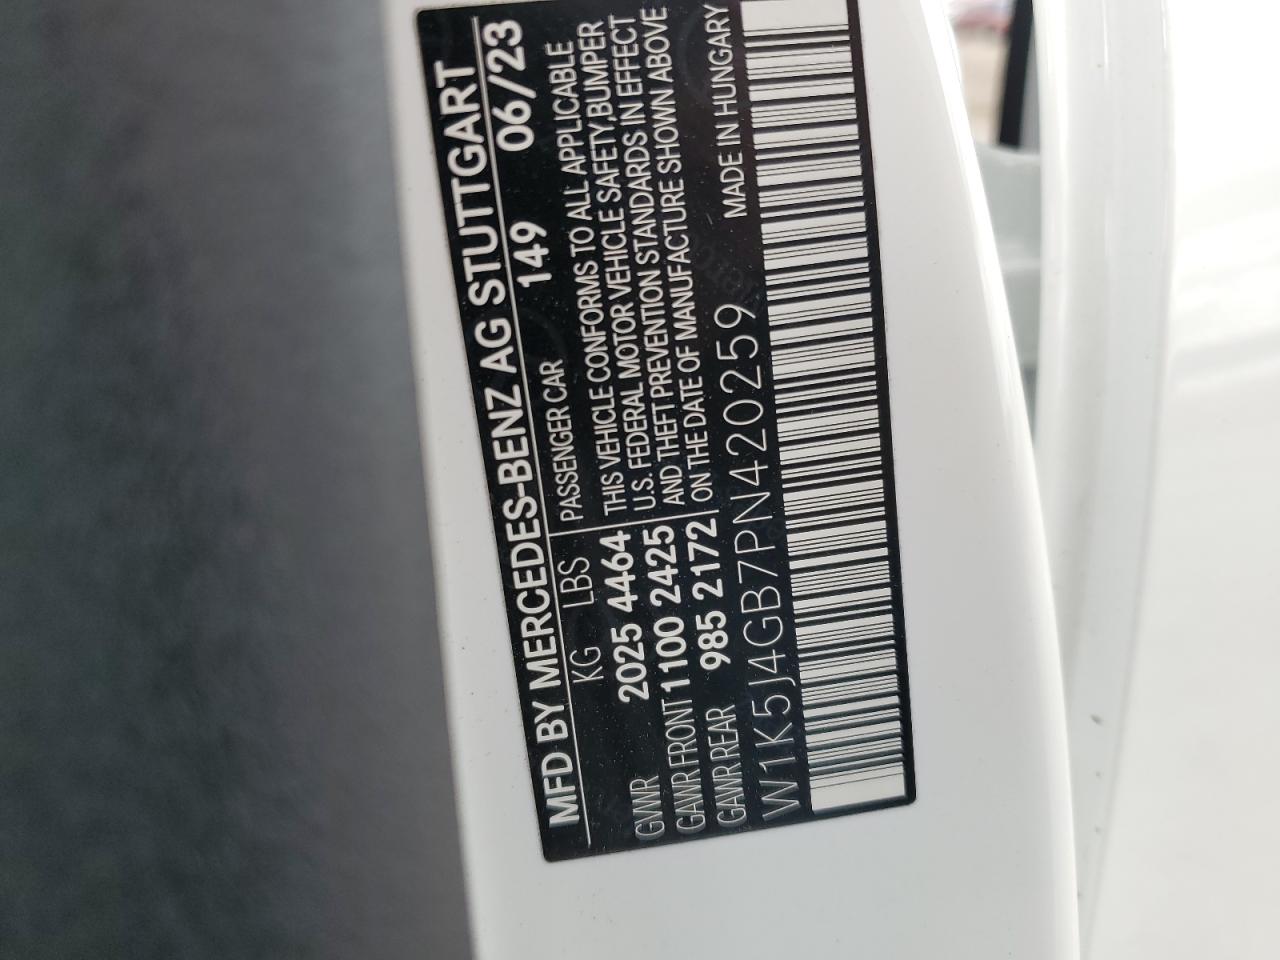 MFD BY MERCEDES-BENZ AG STUTTGART
KG LBS 149 06/23
PASSENGER CAR
GVWR 2025 4464
GAWR FRONT 1100 2425
GAWR REAR 985 2172
THIS VEHICLE CONFORMS TO ALL APPLICABLE
U.S. FEDERAL MOTOR VEHICLE SAFETY,BUMPER
AND THEFT PREVENTION STANDARDS IN EFFECT
ON THE DATE OF MANUFACTURE SHOWN ABOVE
W1K5J4GB7PN420259 MADE IN HUNGARY